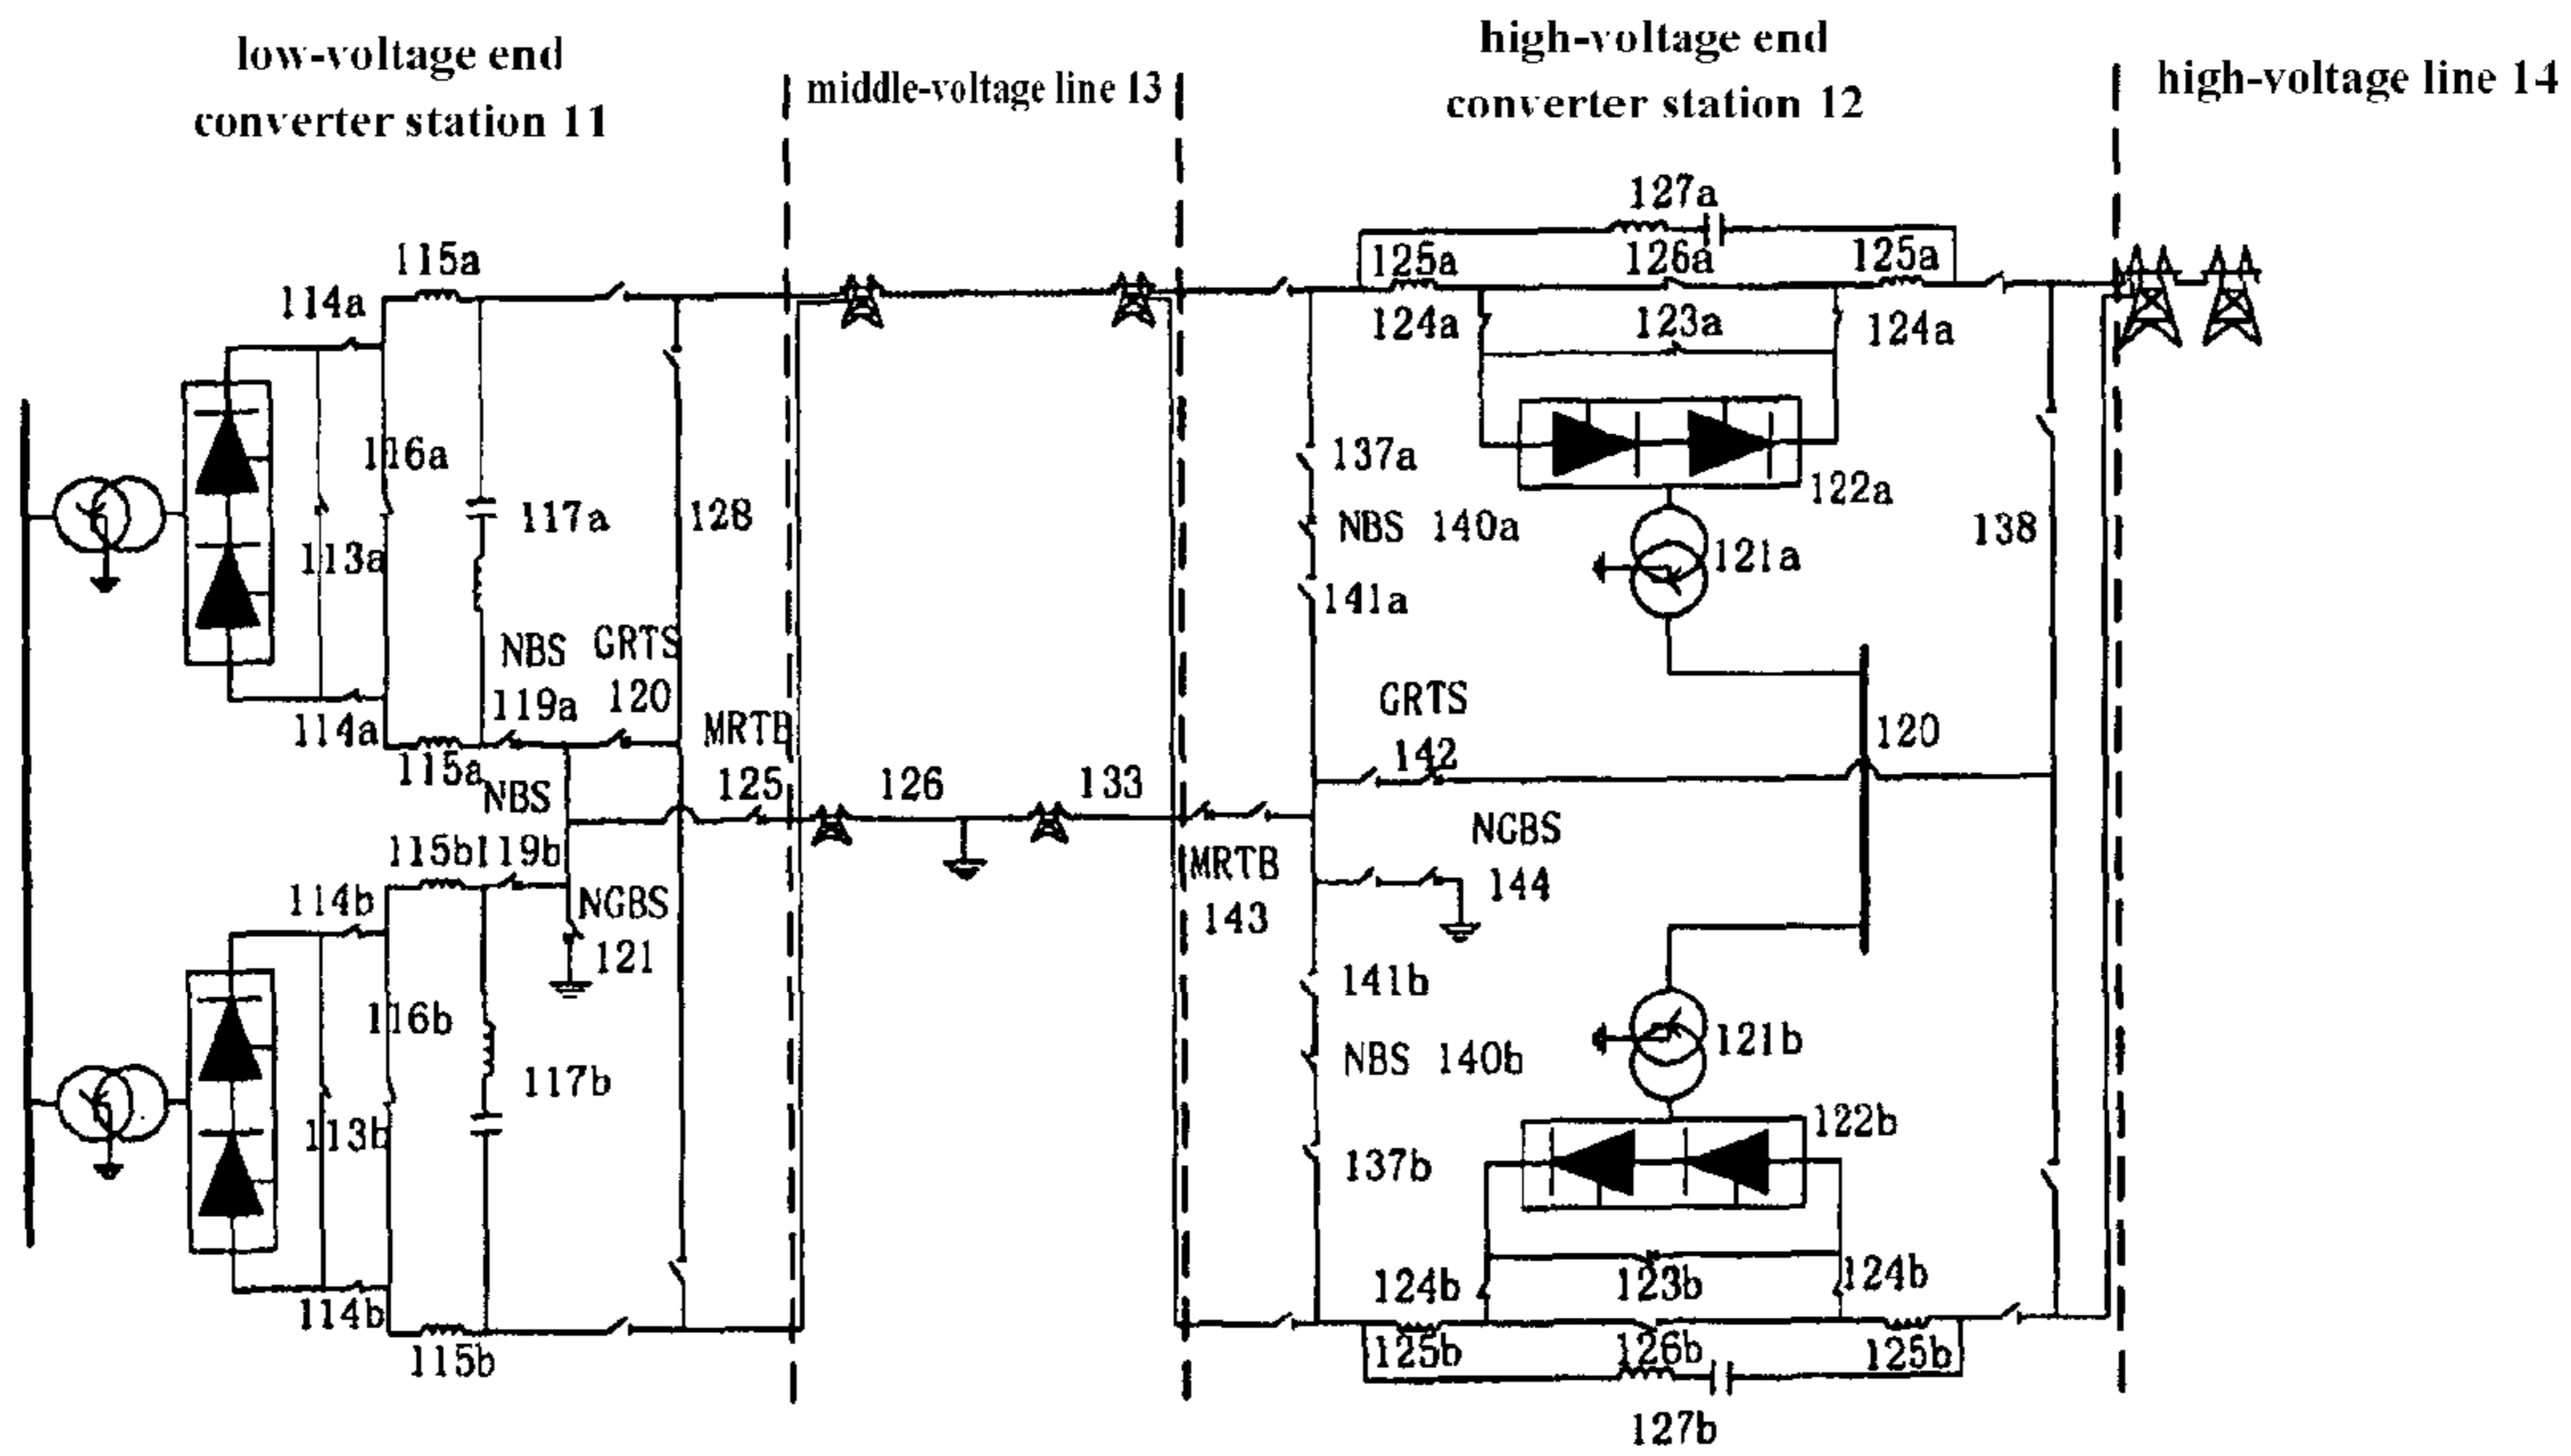 low-voltage end
converter station 11
middle-voltage line 13
high-voltage end
converter station 12
high-voltage line 14
115a
114a
116a
113a
117a
128
NBS
119a
GRTS
120
114a
115a
MRTB
125
NBS
115b
119b
114b
NGBS
121
116b
113b
117b
114b
115b
126
133
MRTB
143
127a
125a
126a
125a
124a
123a
124a
122a
137a
NBS 140a
141a
121a
138
GRTS
142
120
NGBS
144
141b
NBS 140b
137b
121b
122b
124b
123b
124b
125b
126b
125b
127b